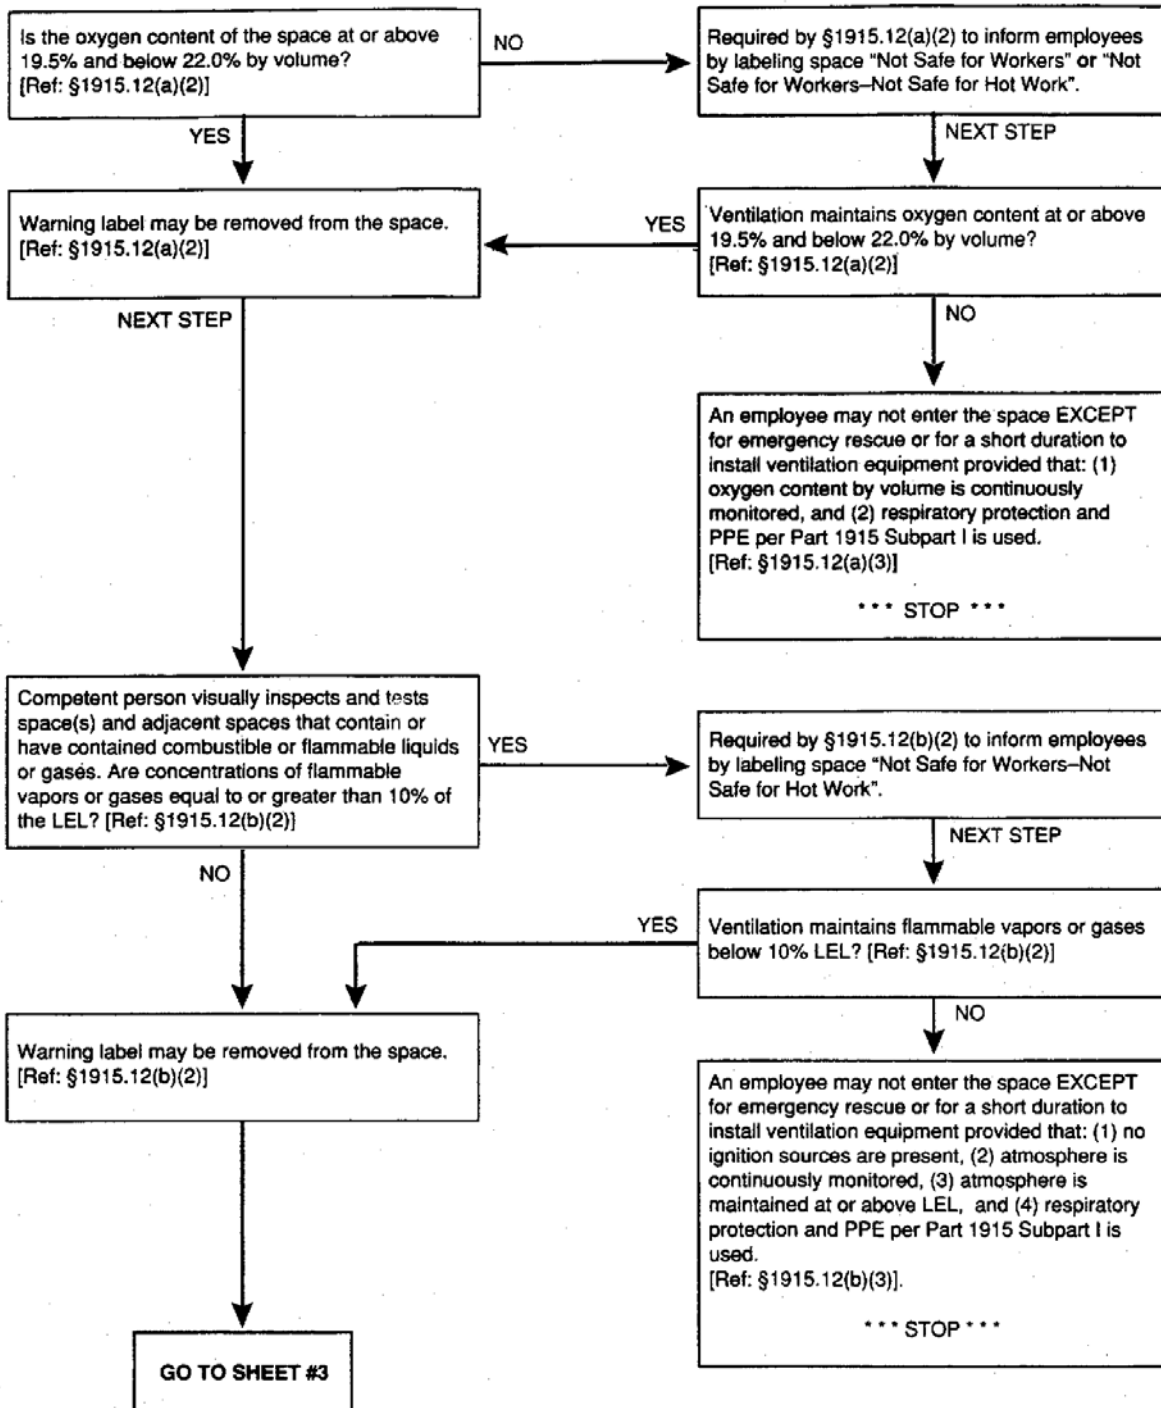 Is the oxygen content of the space at or above
19.5% and below 22.0% by volume?
[Ref: §1915.12(a)(2)]
NO
Required by §1915.12(a)(2) to inform employees
by labeling space “Not Safe for Workers” or “Not
Safe for Workers–Not Safe for Hot Work”.
YES
NEXT STEP
Warning label may be removed from the space.
[Ref: §1915.12(a)(2)]
YES
Ventilation maintains oxygen content at or above
19.5% and below 22.0% by volume?
[Ref: §1915.12(a)(2)]
NEXT STEP
NO
An employee may not enter the space EXCEPT
for emergency rescue or for a short duration to
install ventilation equipment provided that: (1)
oxygen content by volume is continuously
monitored, and (2) respiratory protection and
PPE per Part 1915 Subpart I is used.
[Ref: §1915.12(a)(3)]
* * * STOP * * *
Competent person visually inspects and tests
space(s) and adjacent spaces that contain or
have contained combustible or flammable liquids
or gases. Are concentrations of flammable
vapors or gases equal to or greater than 10% of
the LEL? [Ref: §1915.12(b)(2)]
YES
Required by §1915.12(b)(2) to inform employees
by labeling space “Not Safe for Workers–Not
Safe for Hot Work”.
NO
NEXT STEP
YES
Ventilation maintains flammable vapors or gases
below 10% LEL? [Ref: §1915.12(b)(2)]
NO
Warning label may be removed from the space.
[Ref: §1915.12(b)(2)]
An employee may not enter the space EXCEPT
for emergency rescue or for a short duration to
install ventilation equipment provided that: (1) no
ignition sources are present, (2) atmosphere is
continuously monitored, (3) atmosphere is
maintained at or above LEL, and (4) respiratory
protection and PPE per Part 1915 Subpart I is
used.
[Ref: §1915.12(b)(3)].
* * * STOP * * *
GO TO SHEET #3